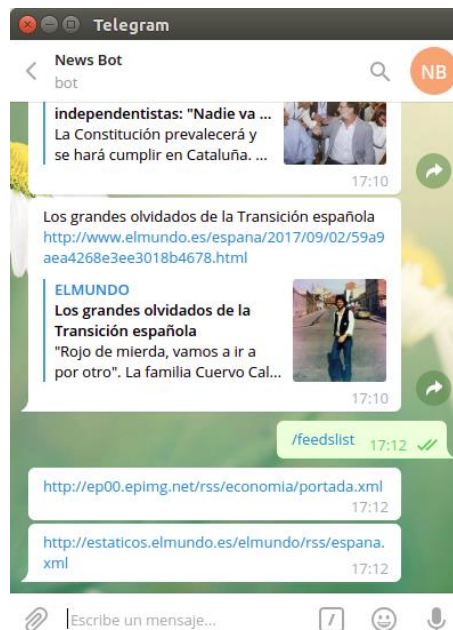 Telegram
News Bot
bot
NB
independentistas: "Nadie va ...
La Constitución prevalecerá y
se hará cumplir en Cataluña. ...
17:10
Los grandes olvidados de la Transición española
http://www.elmundo.es/espana/2017/09/02/59a9
aea4268e3ee3018b4678.html
ELMUNDO
Los grandes olvidados de la
Transición española
"Rojo de mierda, vamos a ir a
por otro". La familia Cuervo Cal...
17:10
/feedslist 17:12
http://ep00.epimg.net/rss/economia/portada.xml
17:12
http://estaticos.elmundo.es/elmundo/rss/espana.
xml
17:12
Escribe un mensaje...